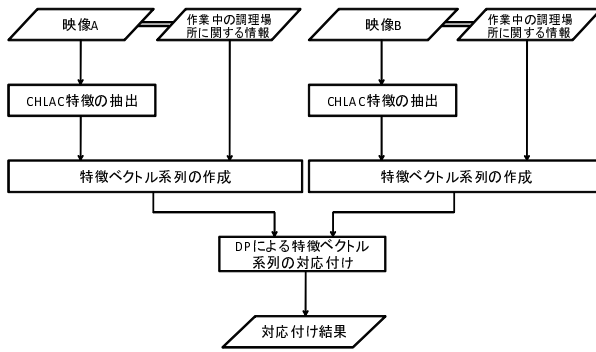 映像A
作業中の調理場
所に関する情報
映像B
作業中の調理場
所に関する情報
CHLAC特徴の抽出
CHLAC特徴の抽出
特徴ベクトル系列の作成
特徴ベクトル系列の作成
DPによる特徴ベクトル
系列の対応付け
対応付け結果